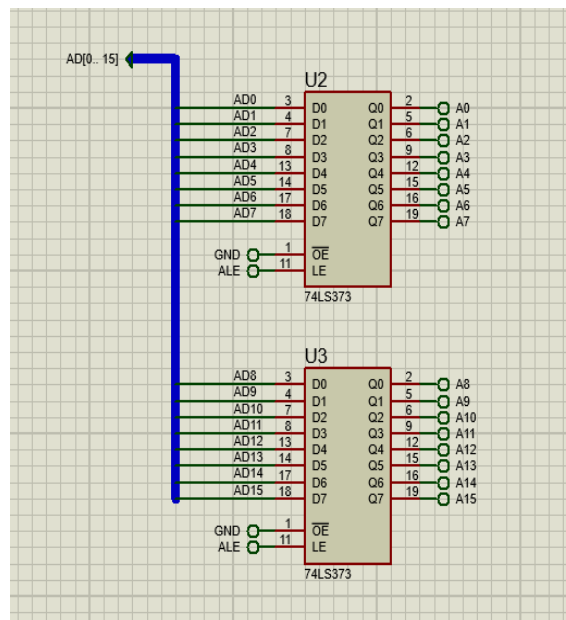 AD[0.. 15]
U2
AD0 3 D0 Q0 2 A0
AD1 4 D1 Q1 5 A1
AD2 7 D2 Q2 6 A2
AD3 8 D3 Q3 9 A3
AD4 13 D4 Q4 12 A4
AD5 14 D5 Q5 15 A5
AD6 17 D6 Q6 16 A6
AD7 18 D7 Q7 19 A7
GND 1 OE
ALE 11 LE
74LS373
U3
AD8 3 D0 Q0 2 A8
AD9 4 D1 Q1 5 A9
AD10 7 D2 Q2 6 A10
AD11 8 D3 Q3 9 A11
AD12 13 D4 Q4 12 A12
AD13 14 D5 Q5 15 A13
AD14 17 D6 Q6 16 A14
AD15 18 D7 Q7 19 A15
GND 1 OE
ALE 11 LE
74LS373